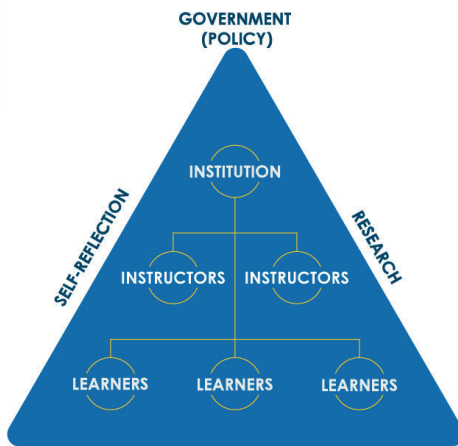 GOVERNMENT
(POLICY)
INSTITUTION
SELF-REFLECTION
RESEARCH
INSTRUCTORS INSTRUCTORS
LEARNERS LEARNERS LEARNERS